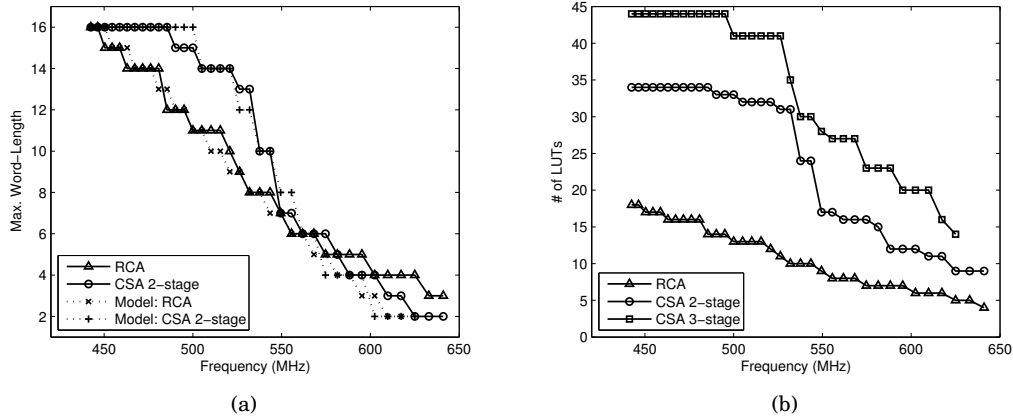 16
14
12
10
8
6
4
2
Max. Word–Length
450
500
550
600
650
Frequency (MHz)
RCA
CSA 2–stage
Model: RCA
Model: CSA 2–stage
(a)
45
40
35
30
25
20
15
10
5
0
# of LUTs
450
500
550
600
650
Frequency (MHz)
RCA
CSA 2–stage
CSA 3–stage
(b)